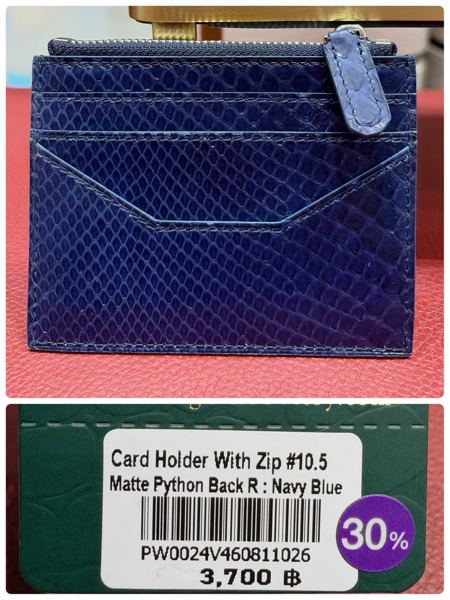 Card Holder With Zip #10.5
Matte Python Back R : Navy Blue
PW0024V460811026
3,700 ฿
30%